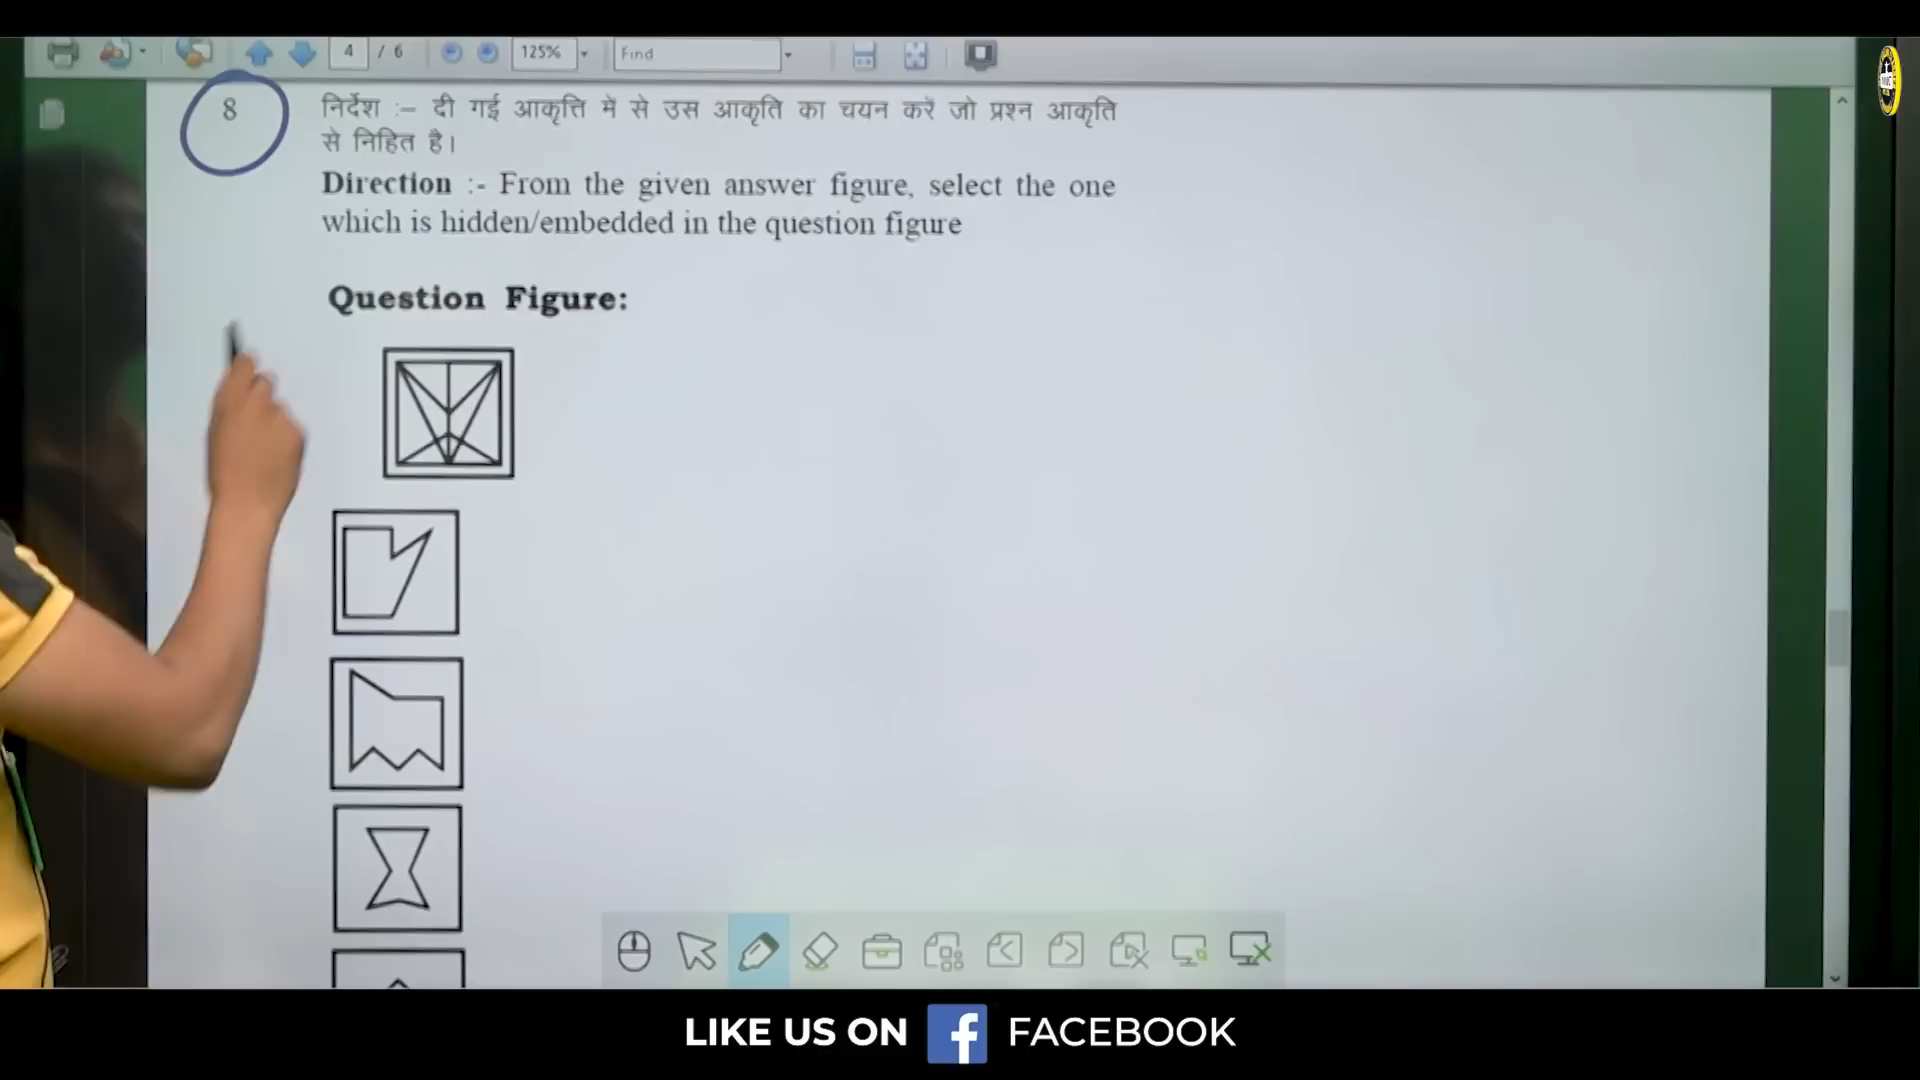 4 / 6
125%
Find
8
निर्देश :– दी गई आकृत्ति में से उस आकृति का चयन करें जो प्रश्न आकृति
से निहित है।
Direction :- From the given answer figure, select the one
which is hidden/embedded in the question figure
Question Figure:
LIKE US ON f FACEBOOK